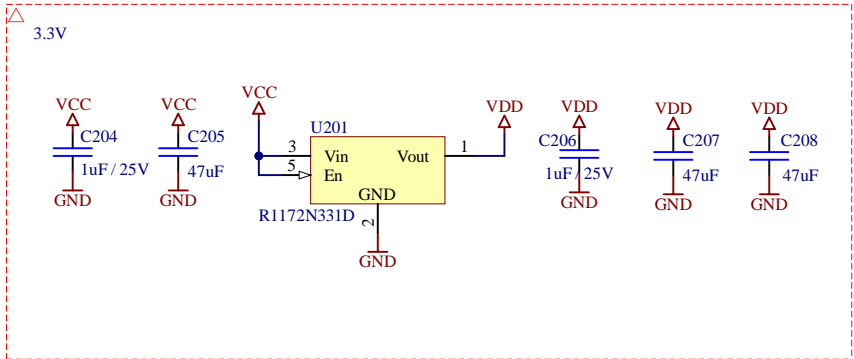 3.3V
VCC
C204
1uF / 25V
GND
VCC
C205
47uF
GND
VCC
U201
3
Vin
5
En
Vout
1
GND
R1172N331D
2
GND
VDD
VDD
C206
1uF / 25V
GND
VDD
C207
47uF
GND
VDD
C208
47uF
GND